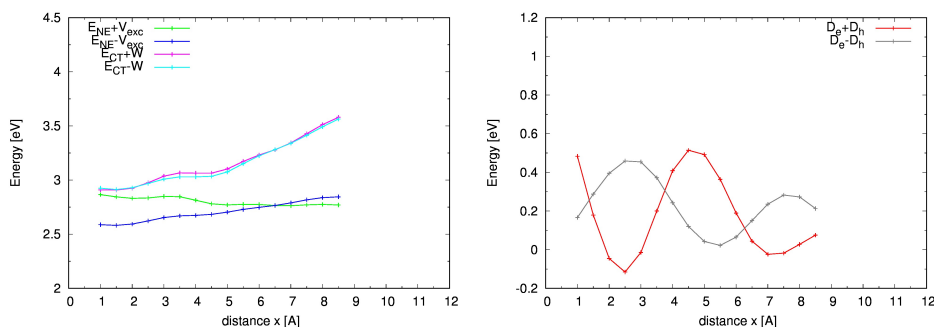 E_NE+V_exc
E_NE-V_exc
E_CT+W
E_CT-W
Energy [eV]
4.5
4
3.5
3
2.5
2
0 1 2 3 4 5 6 7 8 9 10 11 12
distance x [A]
D_e+D_h
D_e-D_h
Energy [eV]
1.2
1
0.8
0.6
0.4
0.2
0
-0.2
0 1 2 3 4 5 6 7 8 9 10 11 12
distance x [A]